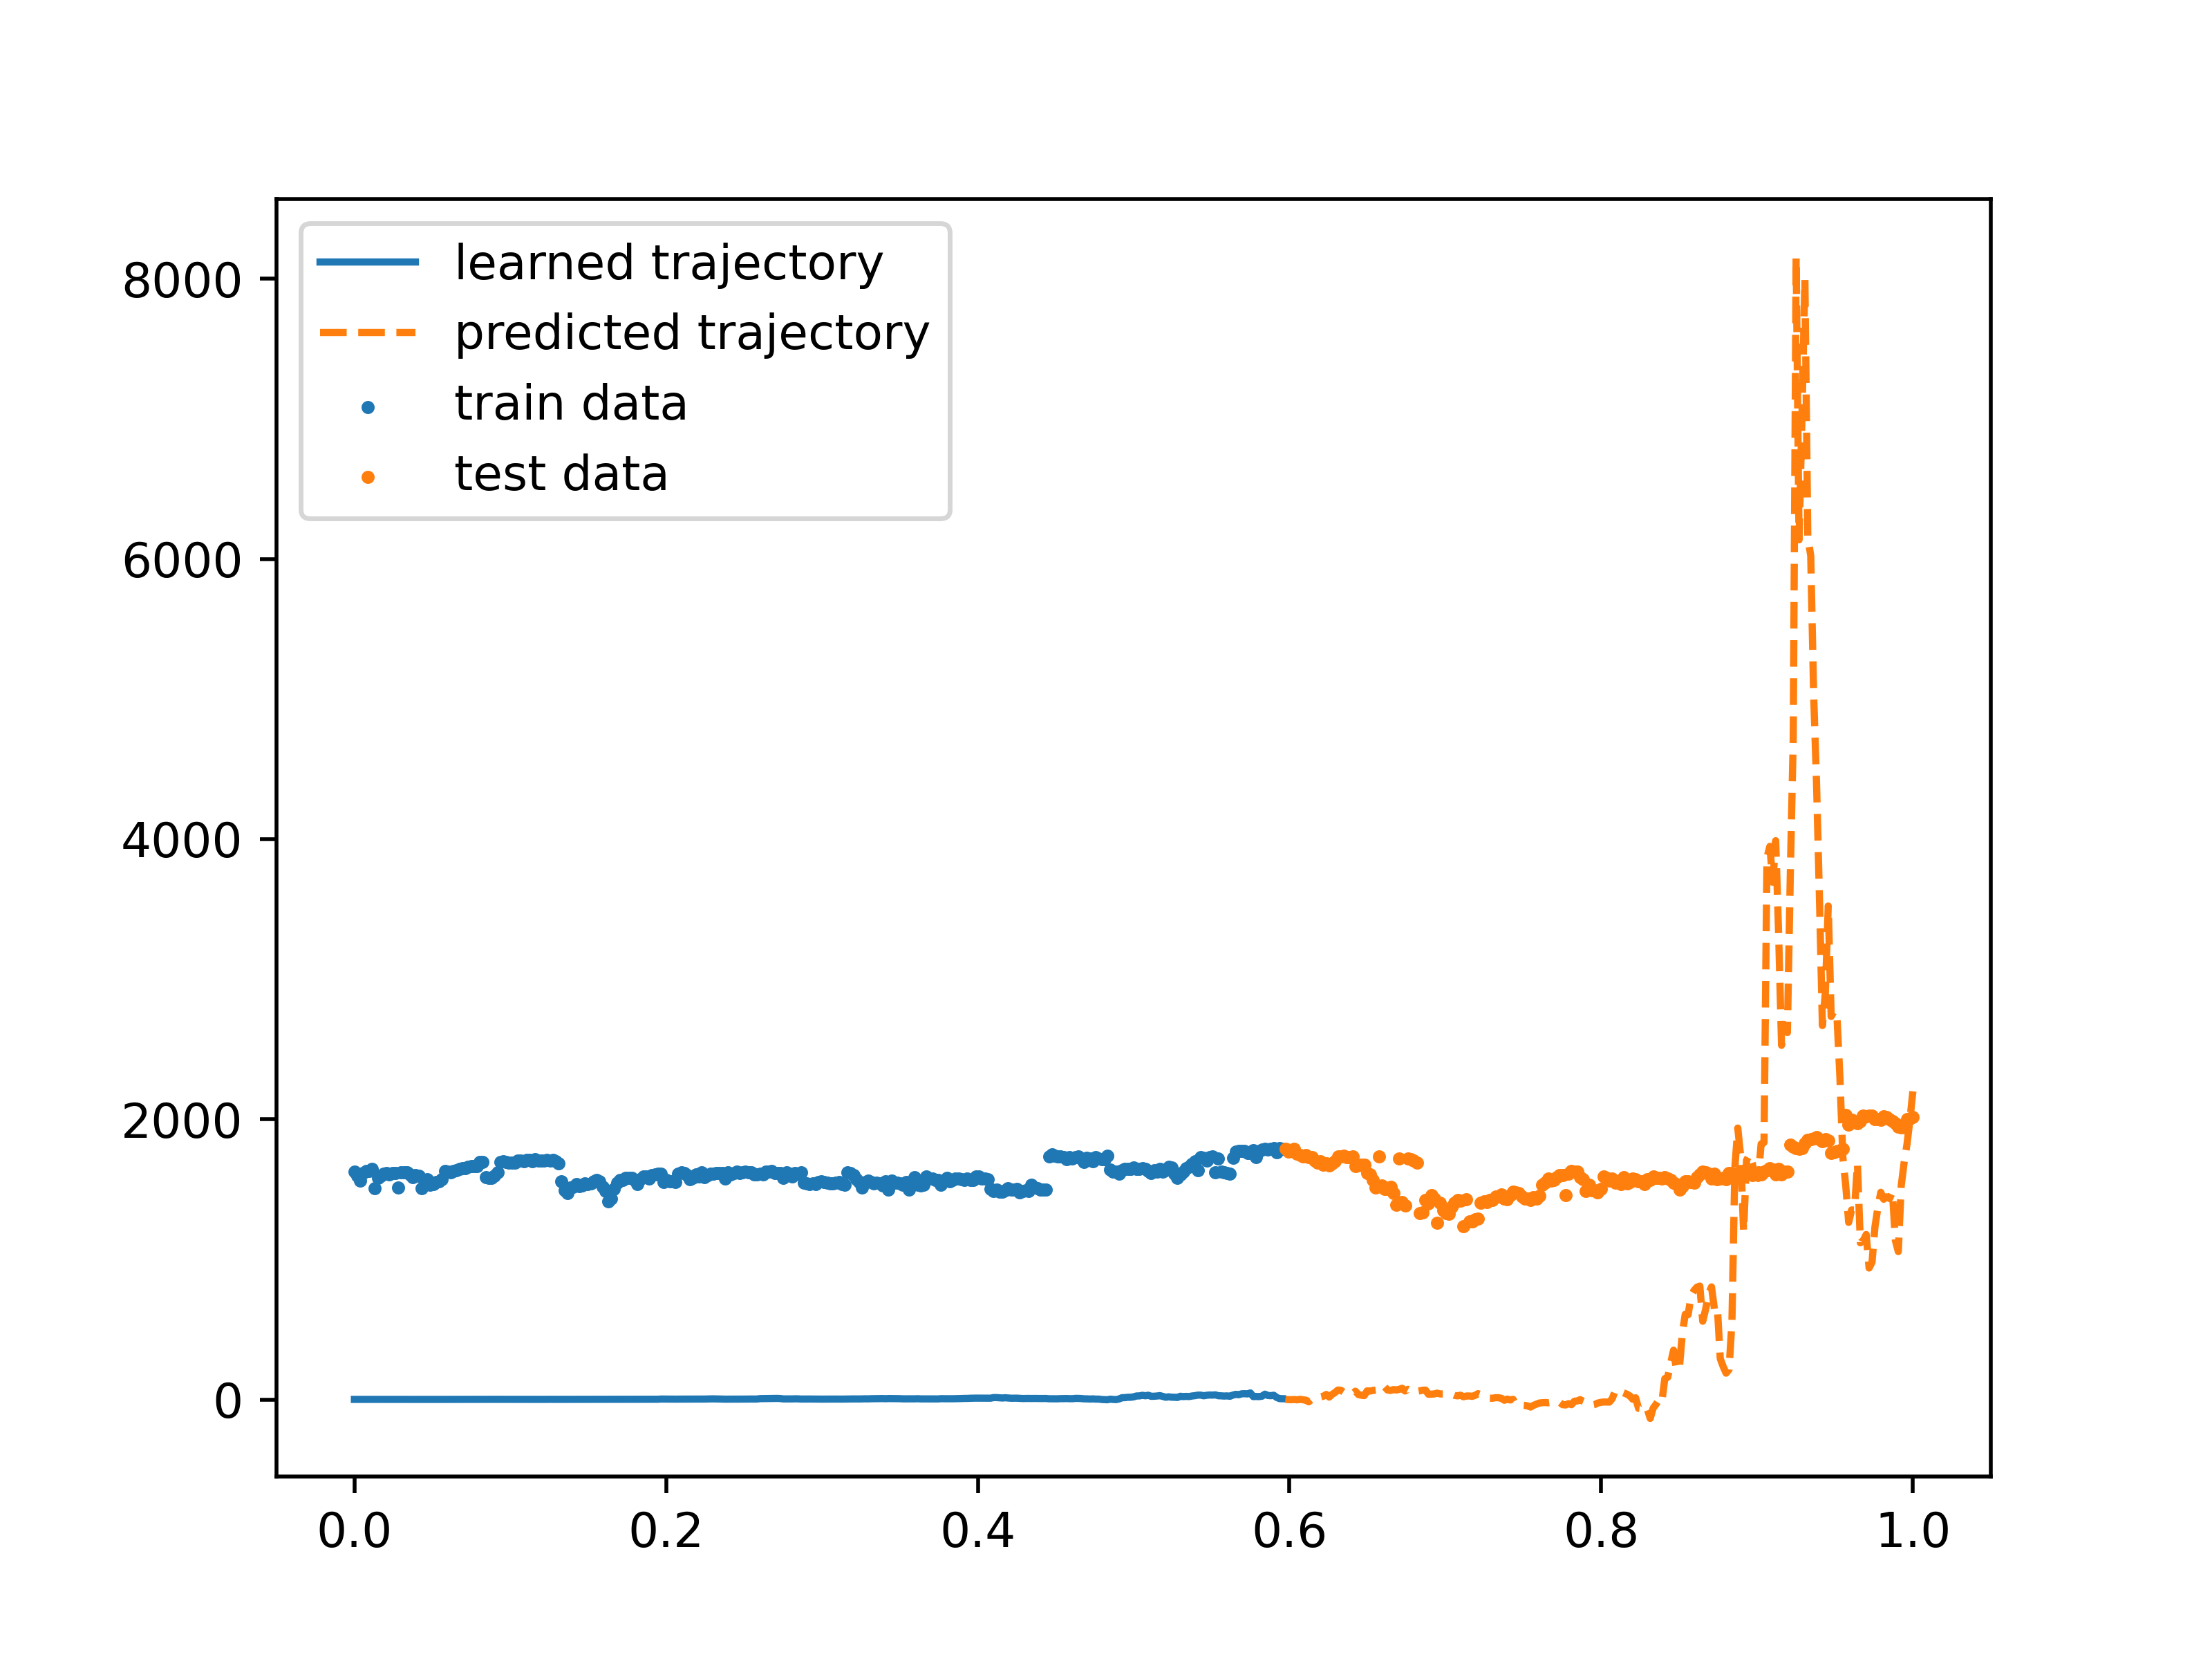 learned trajectory
predicted trajectory
train data
test data
8000
6000
4000
2000
0
0.0 0.2 0.4 0.6 0.8 1.0